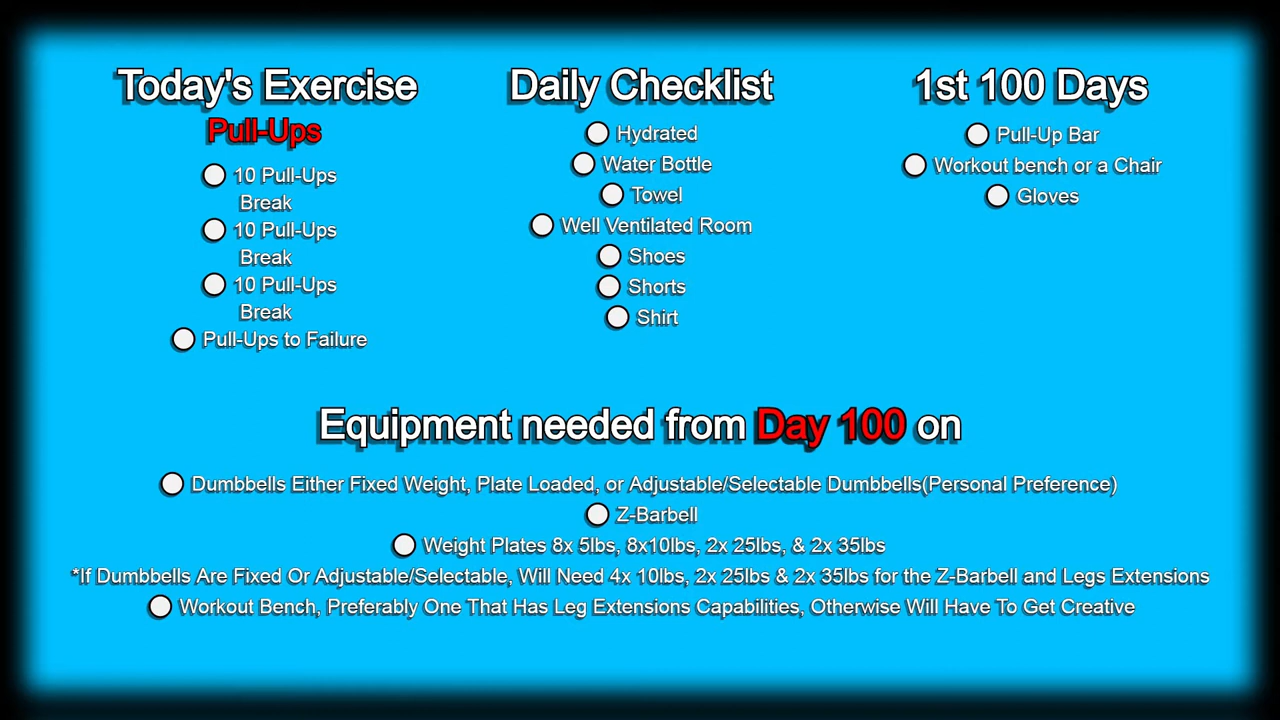 Today's Exercise
Pull-Ups
10 Pull-Ups
Break
10 Pull-Ups
Break
10 Pull-Ups
Break
Pull-Ups to Failure
Daily Checklist
Hydrated
Water Bottle
Towel
Well Ventilated Room
Shoes
Shorts
Shirt
1st 100 Days
Pull-Up Bar
Workout bench or a Chair
Gloves
Equipment needed from Day 100 on
Dumbbells Either Fixed Weight, Plate Loaded, or Adjustable/Selectable Dumbbells(Personal Preference)
Z-Barbell
Weight Plates 8x 5lbs, 8x10lbs, 2x 25lbs, & 2x 35lbs
*If Dumbbells Are Fixed Or Adjustable/Selectable, Will Need 4x 10lbs, 2x 25lbs & 2x 35lbs for the Z-Barbell and Legs Extensions
Workout Bench, Preferably One That Has Leg Extensions Capabilities, Otherwise Will Have To Get Creative